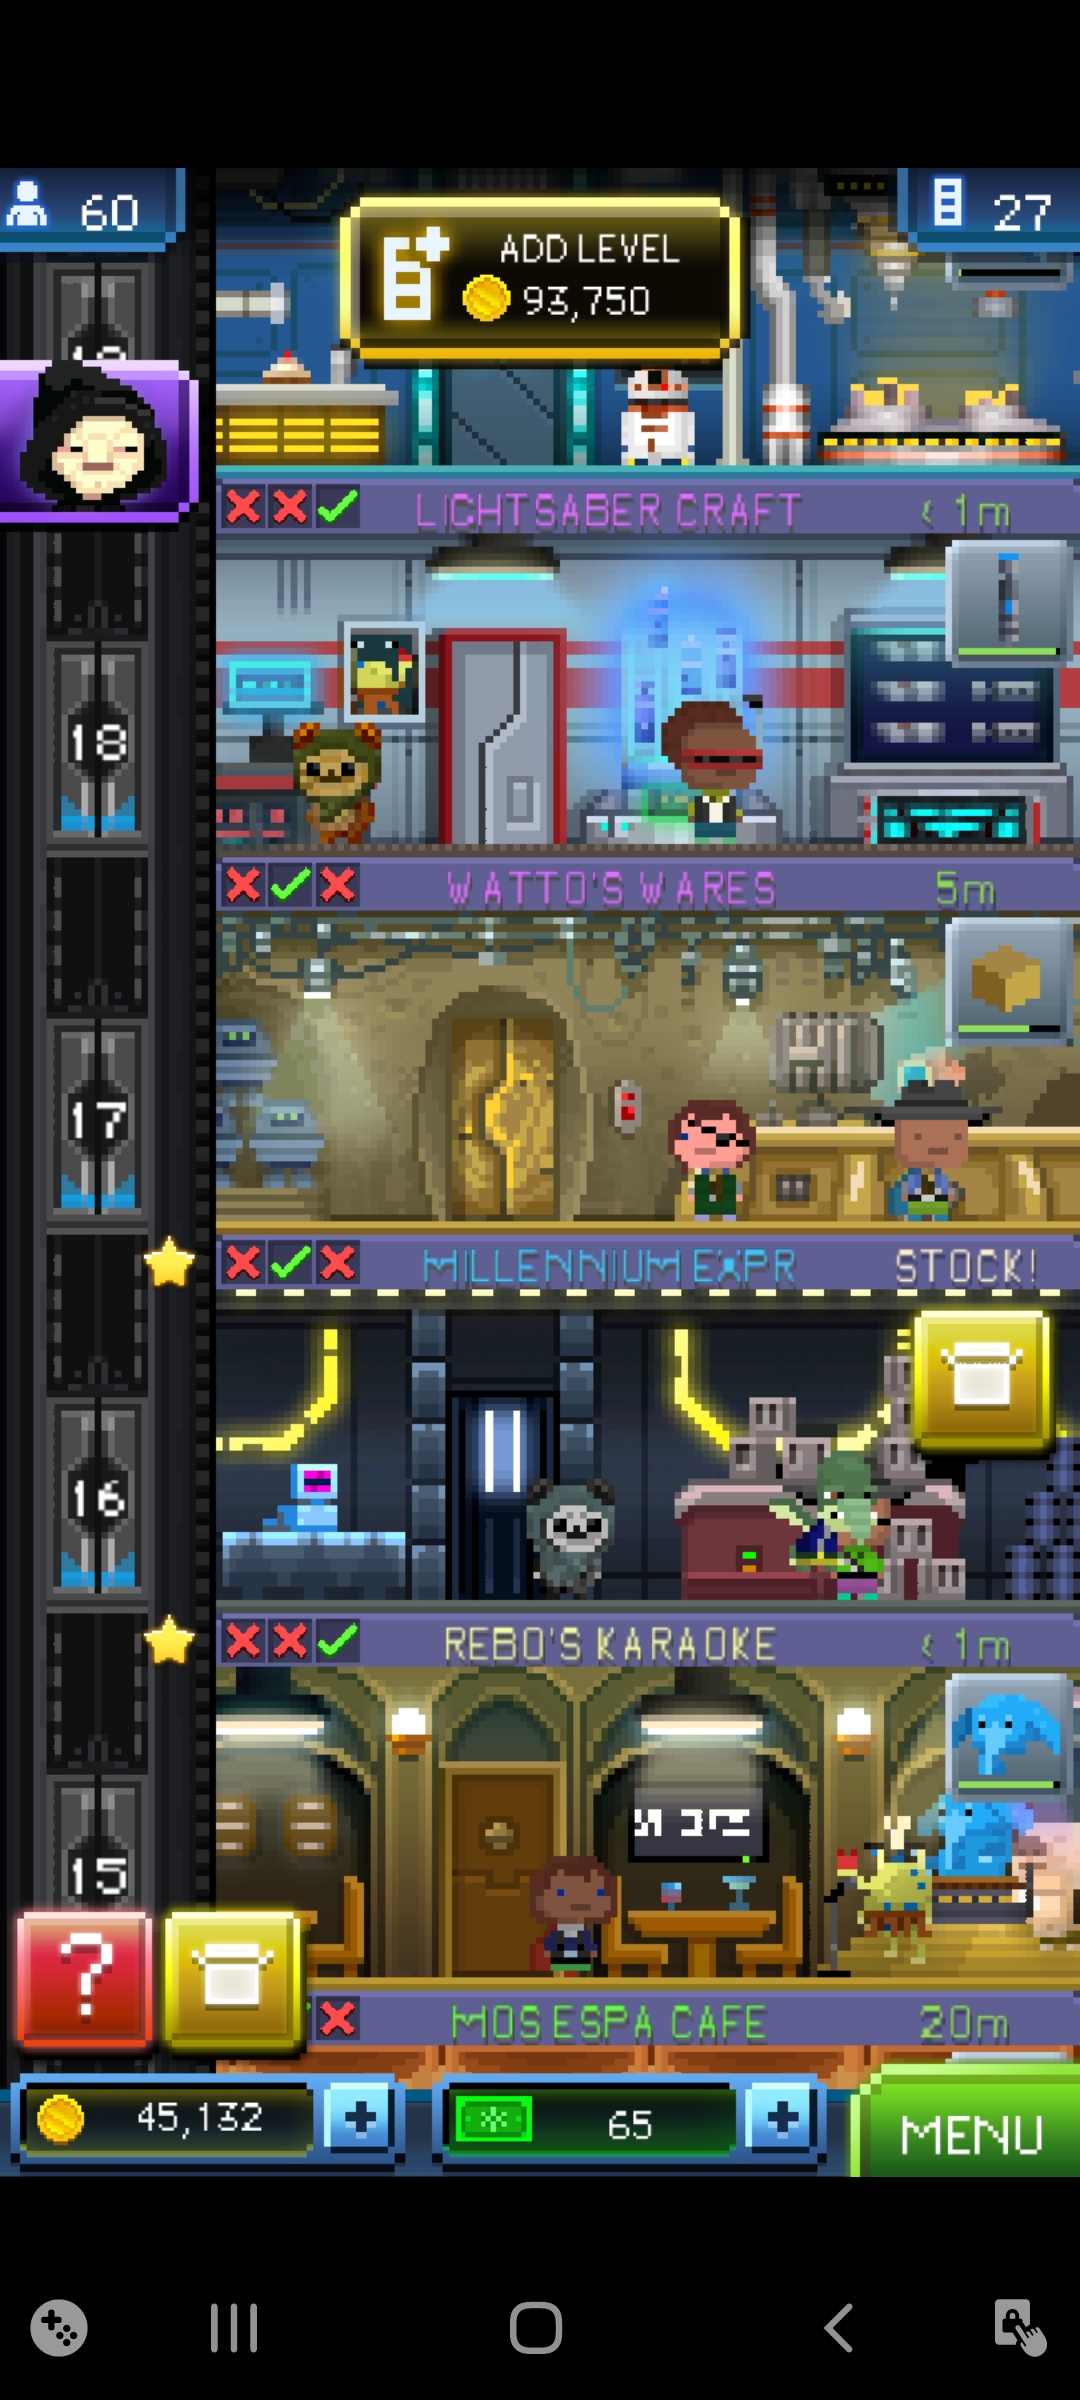 60
27
ADD LEVEL
93,750
LIGHTSABER CRAFT < 1m
18
WATTO'S WARES 5m
17
MILLENNIUM EXPR STOCK!
16
REBO'S KARAOKE < 1m
15
?
MOS ESPA CAFE 20m
45,132 +
65 +
MENU